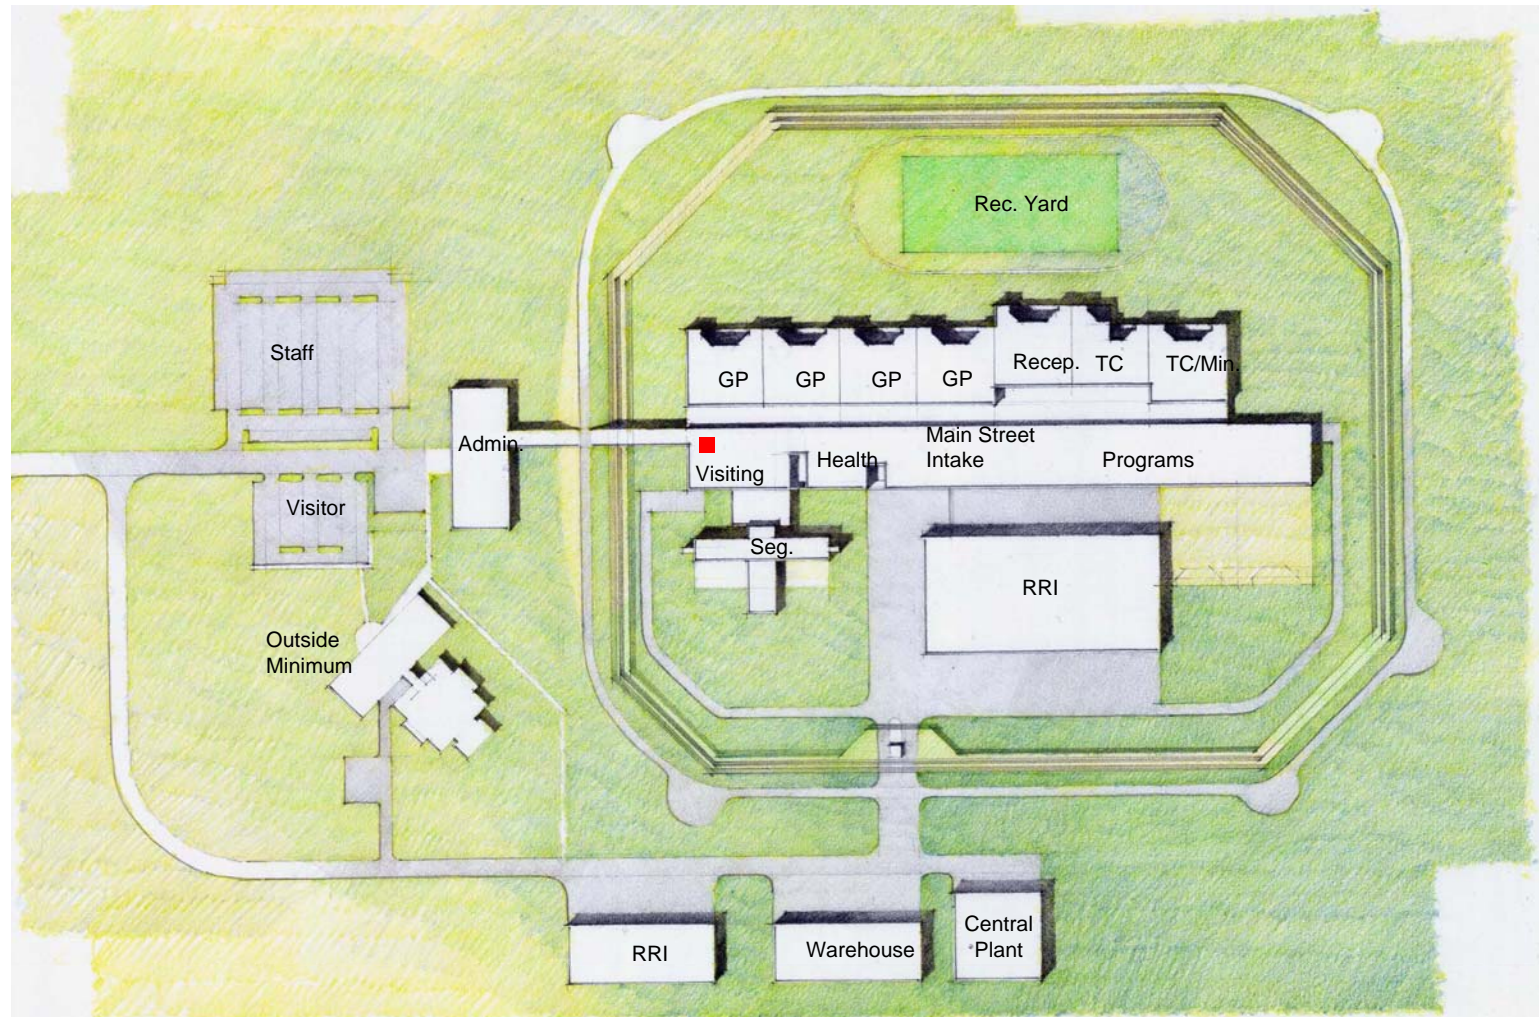 Rec. Yard
Staff
GP
GP
GP
GP
Recep.
TC
TC/Min.
Admin.
Main Street
Intake
Visiting
Health
Programs
Visitor
Seg.
RRI
Outside
Minimum
RRI
Warehouse
Central
Plant